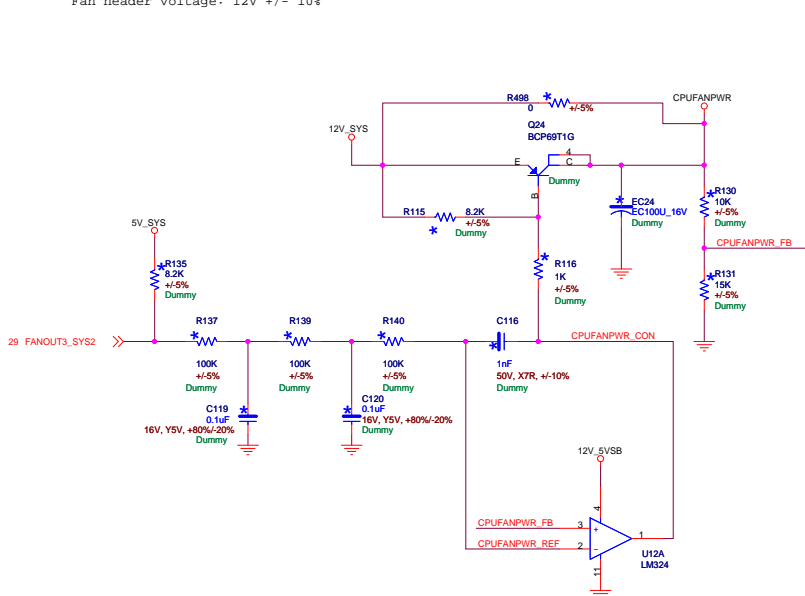 Fan header voltage: 12V +/- 10%
R498
0
+/-5%
CPUFANPWR
Q24
BCP69T1G
12V_SYS
E
4
C
B
Dummy
R115
8.2K
+/-5%
Dummy
EC24
EC100U_16V
Dummy
R130
10K
+/-5%
Dummy
CPUFANPWR_FB
5V_SYS
R135
8.2K
+/-5%
Dummy
R116
1K
+/-5%
Dummy
R131
15K
+/-5%
Dummy
29 FANOUT3_SYS2
R137
100K
+/-5%
Dummy
R139
100K
+/-5%
Dummy
R140
100K
+/-5%
Dummy
C116
1nF
50V, X7R, +/-10%
Dummy
CPUFANPWR_CON
C119
0.1uF
16V, Y5V, +80%/-20%
Dummy
C120
0.1uF
16V, Y5V, +80%/-20%
Dummy
12V_5VSB
4
CPUFANPWR_FB
3
+
CPUFANPWR_REF
2
-
1
11
U12A
LM324